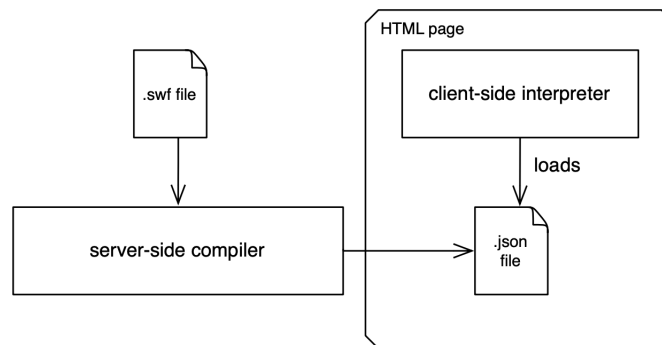 HTML page
.swf file
client-side interpreter
loads
server-side compiler
.json
file